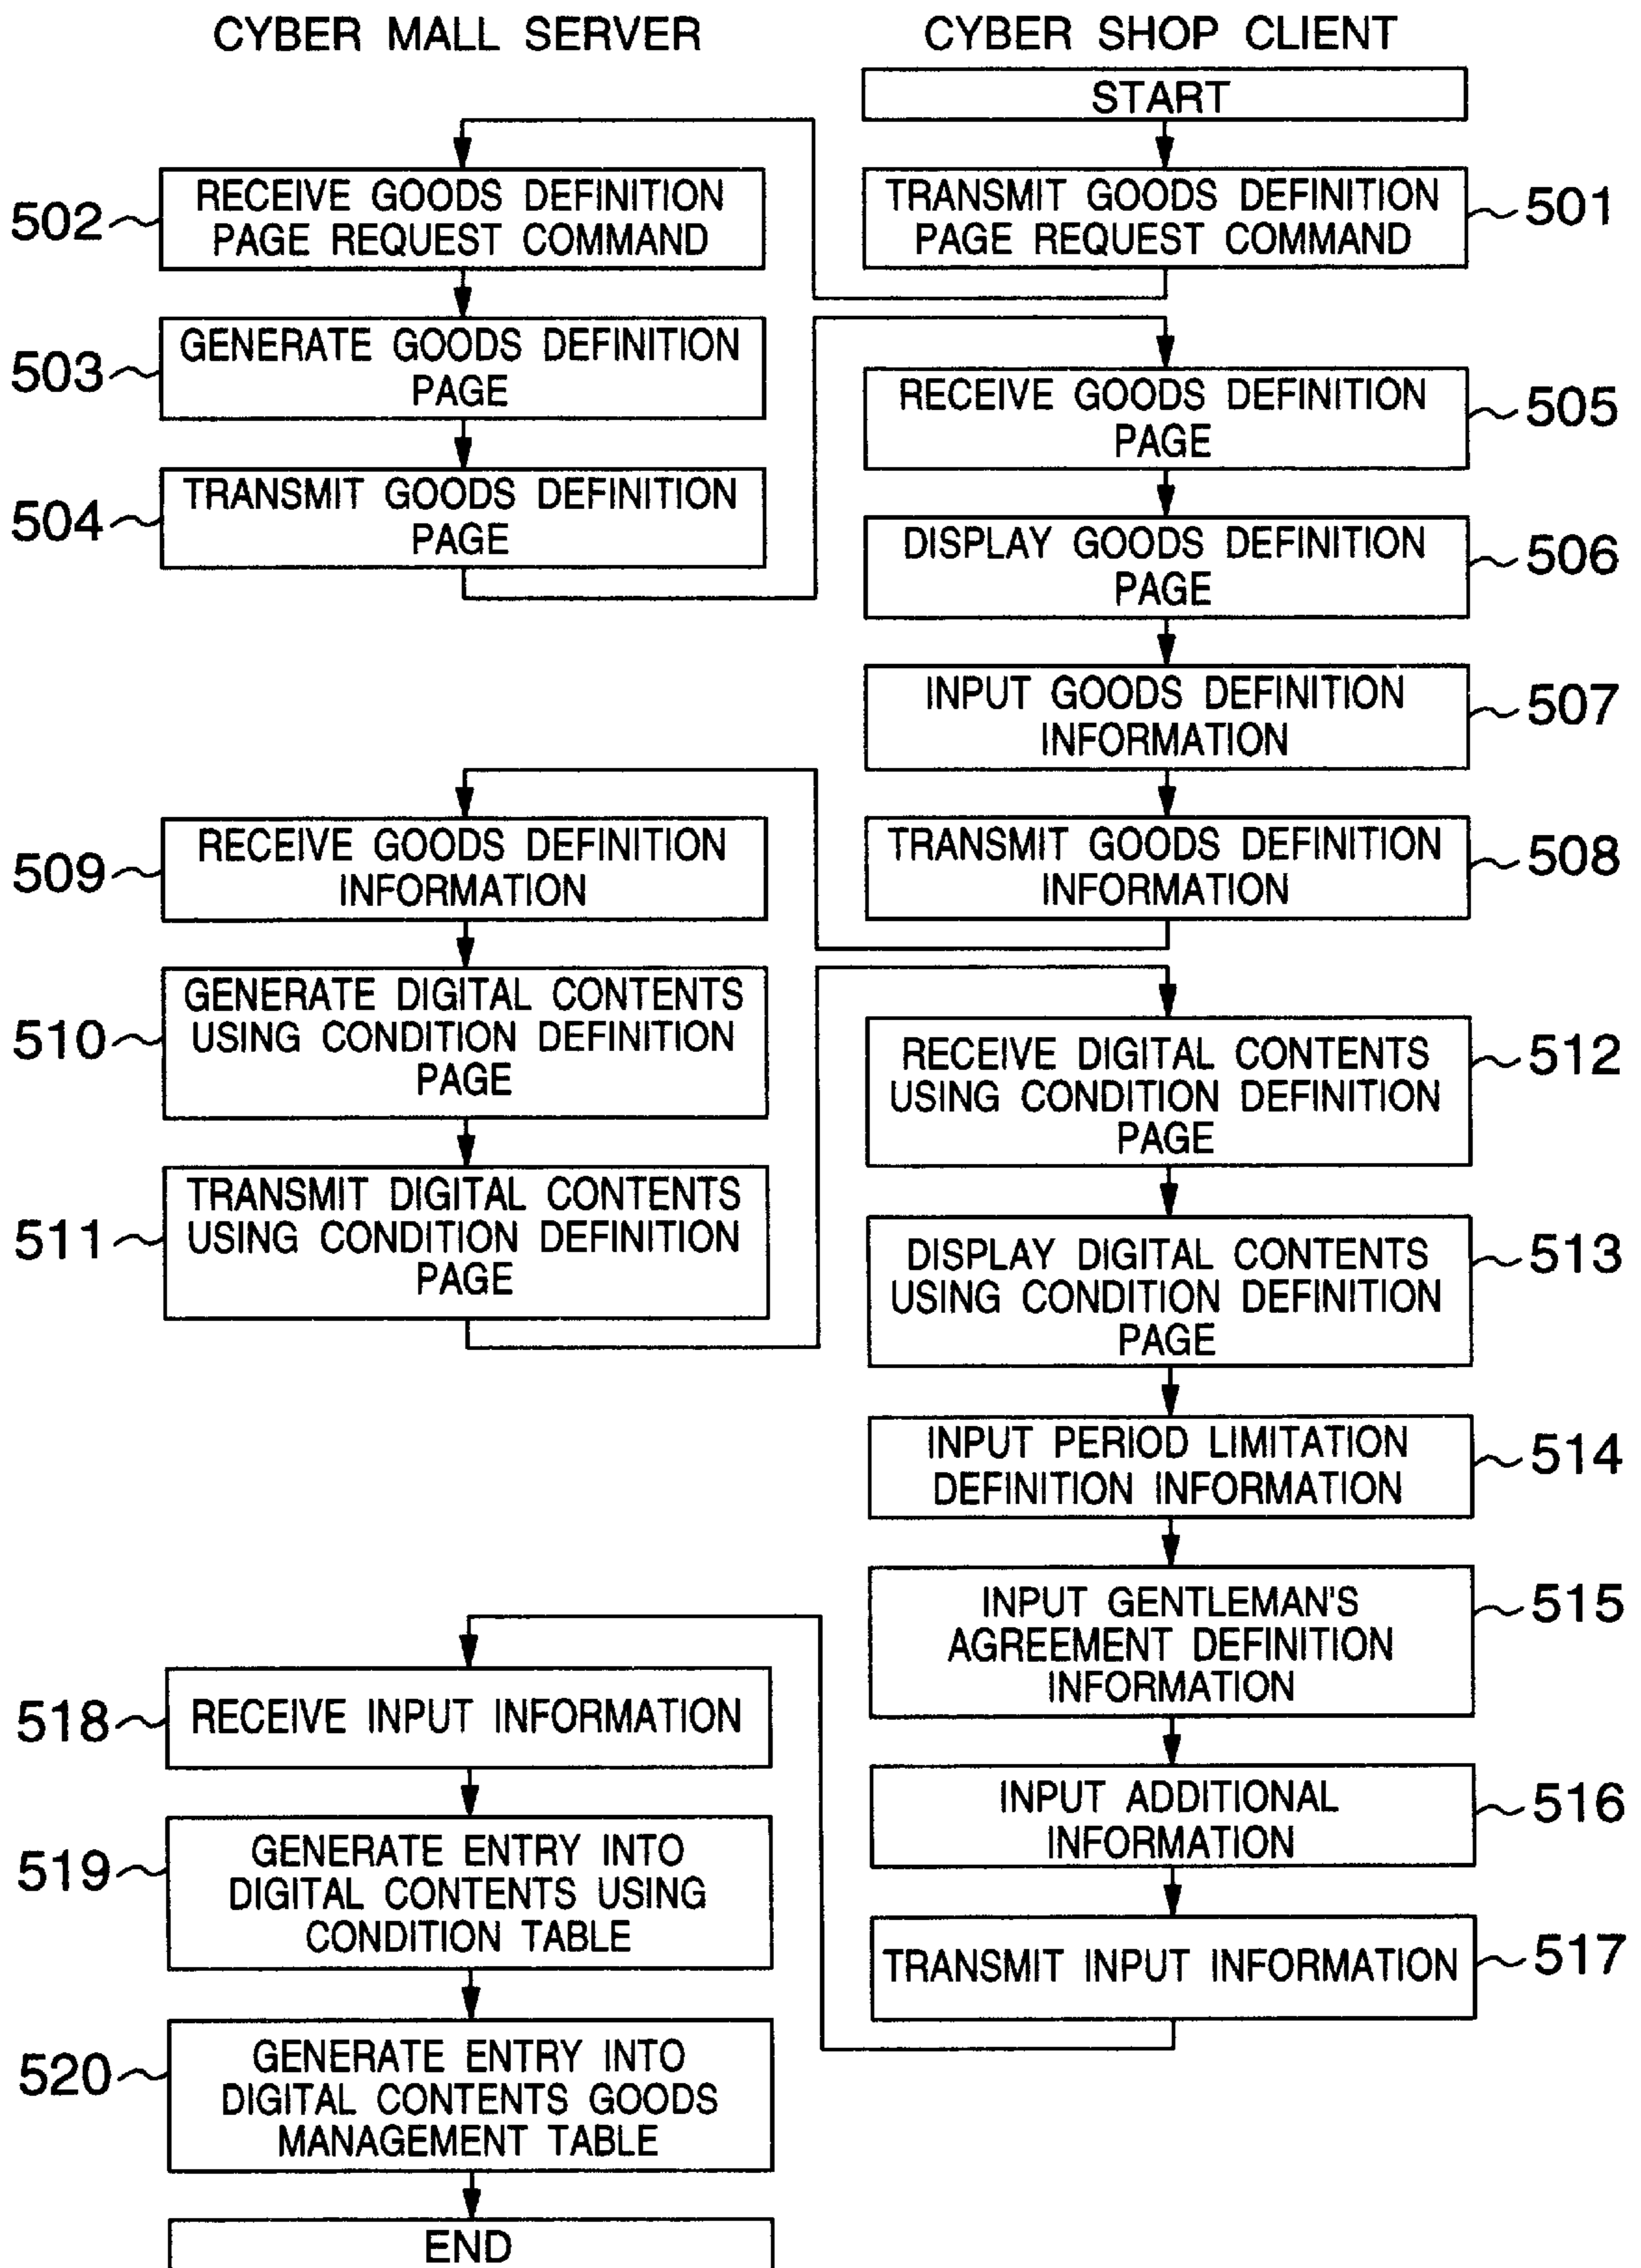 CYBER MALL SERVER
CYBER SHOP CLIENT
START
TRANSMIT GOODS DEFINITION
PAGE REQUEST COMMAND
501
502
RECEIVE GOODS DEFINITION
PAGE REQUEST COMMAND
503
GENERATE GOODS DEFINITION
PAGE
504
TRANSMIT GOODS DEFINITION
PAGE
RECEIVE GOODS DEFINITION
PAGE
505
DISPLAY GOODS DEFINITION
PAGE
506
INPUT GOODS DEFINITION
INFORMATION
507
TRANSMIT GOODS DEFINITION
INFORMATION
508
509
RECEIVE GOODS DEFINITION
INFORMATION
510
GENERATE DIGITAL CONTENTS
USING CONDITION DEFINITION
PAGE
511
TRANSMIT DIGITAL CONTENTS
USING CONDITION DEFINITION
PAGE
RECEIVE DIGITAL CONTENTS
USING CONDITION DEFINITION
PAGE
512
DISPLAY DIGITAL CONTENTS
USING CONDITION DEFINITION
PAGE
513
INPUT PERIOD LIMITATION
DEFINITION INFORMATION
514
INPUT GENTLEMAN'S
AGREEMENT DEFINITION
INFORMATION
515
INPUT ADDITIONAL
INFORMATION
516
TRANSMIT INPUT INFORMATION
517
518
RECEIVE INPUT INFORMATION
519
GENERATE ENTRY INTO
DIGITAL CONTENTS USING
CONDITION TABLE
520
GENERATE ENTRY INTO
DIGITAL CONTENTS GOODS
MANAGEMENT TABLE
END